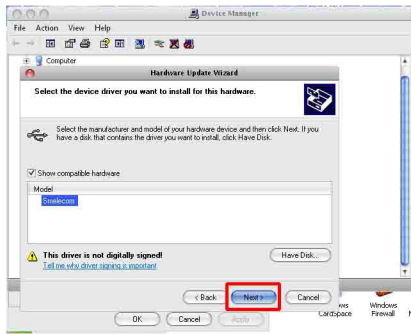 Device Manager
File Action View Help
Computer
Hardware Update Wizard
Select the device driver you want to install for this hardware.
Select the manufacturer and model of your hardware device and then click Next. If you
have a disk that contains the driver you want to install, click Have Disk.
Show compatible hardware
Model
Smelecom
This driver is not digitally signed!
Tell me why driver signing is important
Have Disk...
< Back Next > Cancel
OK Cancel Apply
Windows
CardSpace Firewall